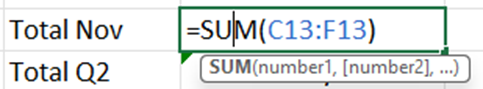 Total Nov =SUM(C13:F13)
Total Q2 SUM(number1, [number2], ...)